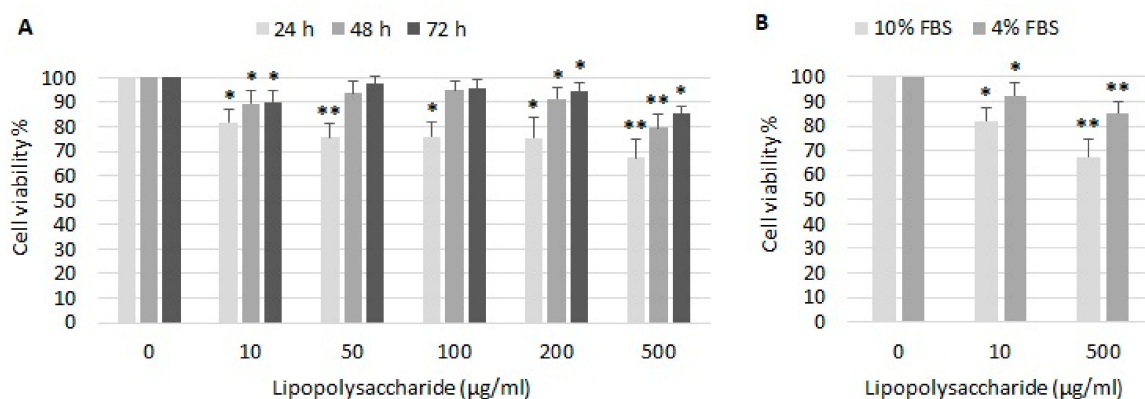 A
24 h 48 h 72 h
Cell viability%
100
90
80
70
60
50
40
30
20
10
0
* * *
**
*
* * *
** ** *
0 10 50 100 200 500
Lipopolysaccharide (µg/ml)
B
10% FBS 4% FBS
Cell viability%
100
90
80
70
60
50
40
30
20
10
0
* *
** **
0 10 500
Lipopolysaccharide (µg/ml)